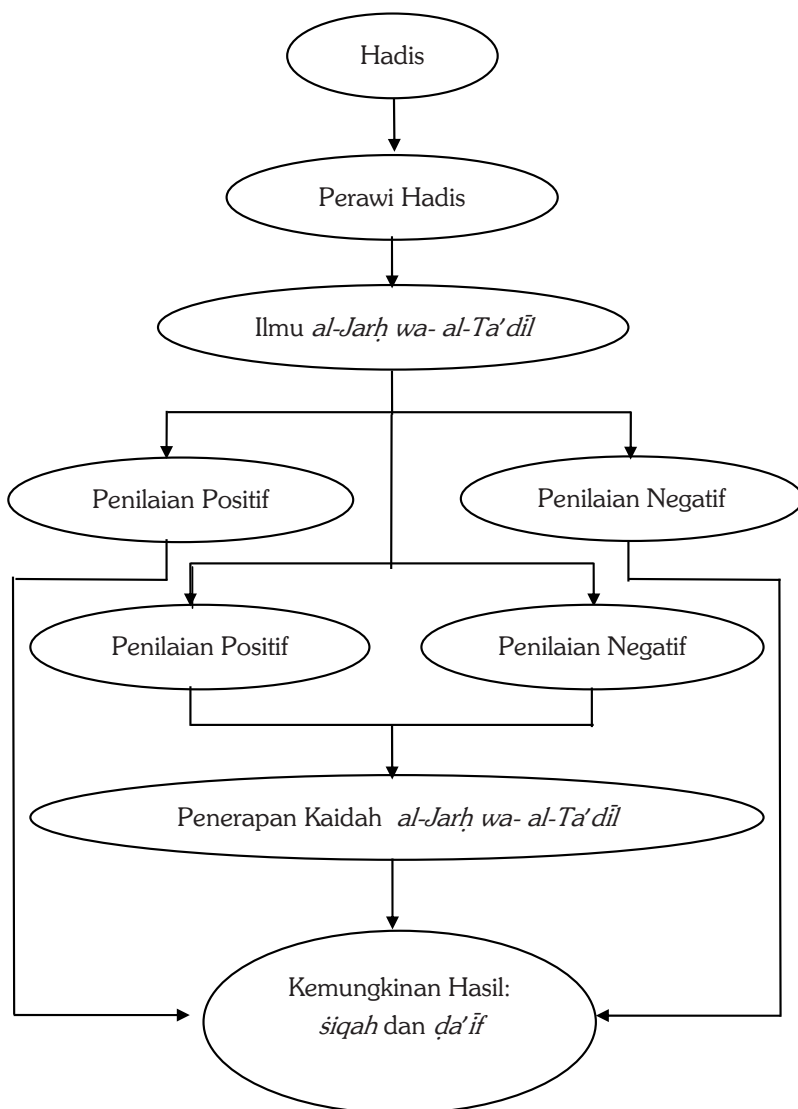 Hadis
Perawi Hadis
Ilmu al-Jarḥ wa- al-Ta’dīl
Penilaian Positif
Penilaian Negatif
Penilaian Positif
Penilaian Negatif
Penerapan Kaidah al-Jarḥ wa- al-Ta’dīl
Kemungkinan Hasil:
ṡiqah dan ḍa’īf